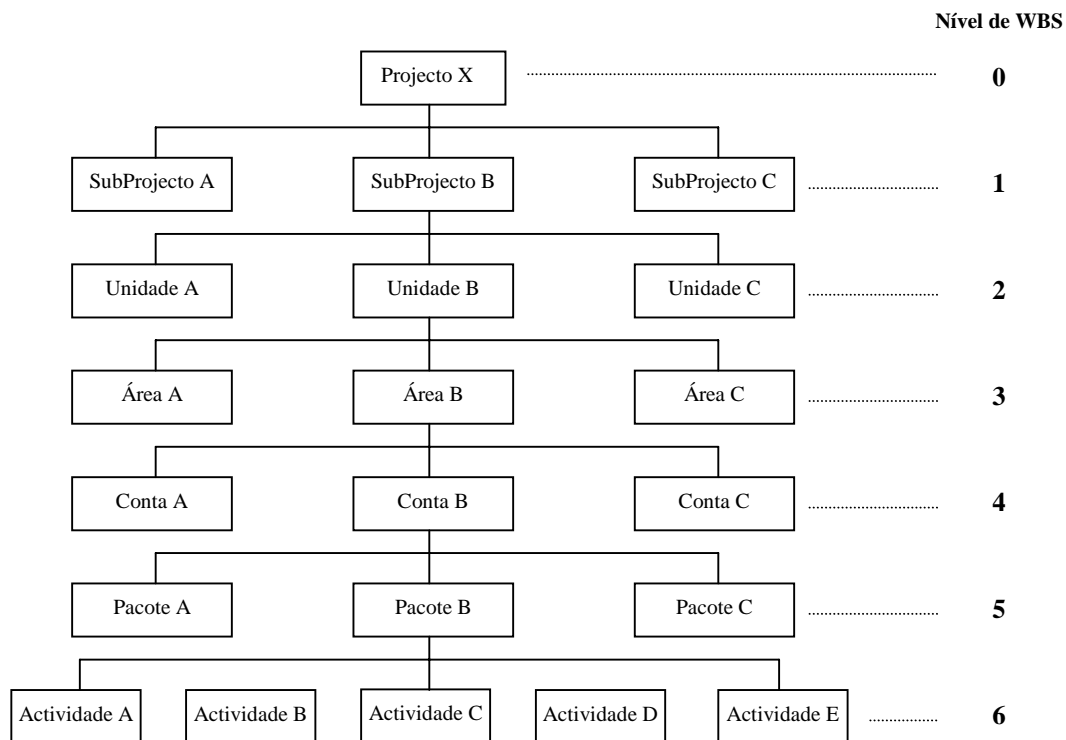 Nível de WBS
Projecto X 0
SubProjecto A SubProjecto B SubProjecto C 1
Unidade A Unidade B Unidade C 2
Área A Área B Área C 3
Conta A Conta B Conta C 4
Pacote A Pacote B Pacote C 5
Actividade A Actividade B Actividade C Actividade D Actividade E 6